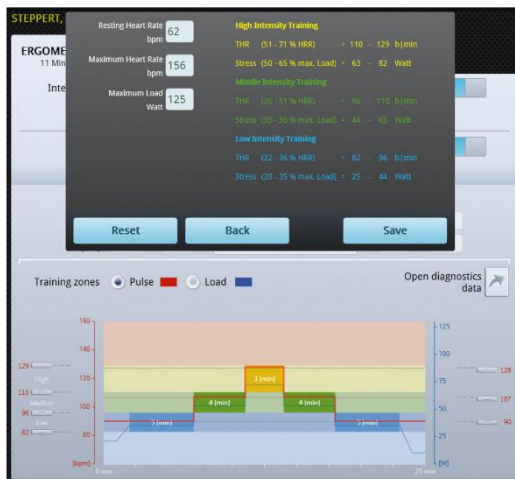 STEPPERT,
ERGOME
11 Min
Inte
Resting Heart Rate
bpm
62
Maximum Heart Rate
bpm
156
Maximum Load
Watt
125
High Intensity Training
THR (51 - 71 % HRR) = 110 - 129 b|min
Stress (50 - 65 % max. Load) = 63 - 82 Watt
Middle Intensity Training
THR (36 - 51 % HRR) = 96 - 110 b|min
Stress (35 - 50 % max. Load) = 44 - 63 Watt
Low Intensity Training
THR (22 - 36 % HRR) = 82 - 96 b|min
Stress (20 - 35 % max. Load) = 25 - 44 Watt
Reset Back Save
Training zones Pulse Load
Open diagnostics
data
160
140
120
100
80
[bpm]
129
High
110
Medium
96
Low
82
5 [min]
4 [min]
3 [min]
4 [min]
5 [min]
125
100
75
50
25
[W]
128
107
90
0 min
21 min